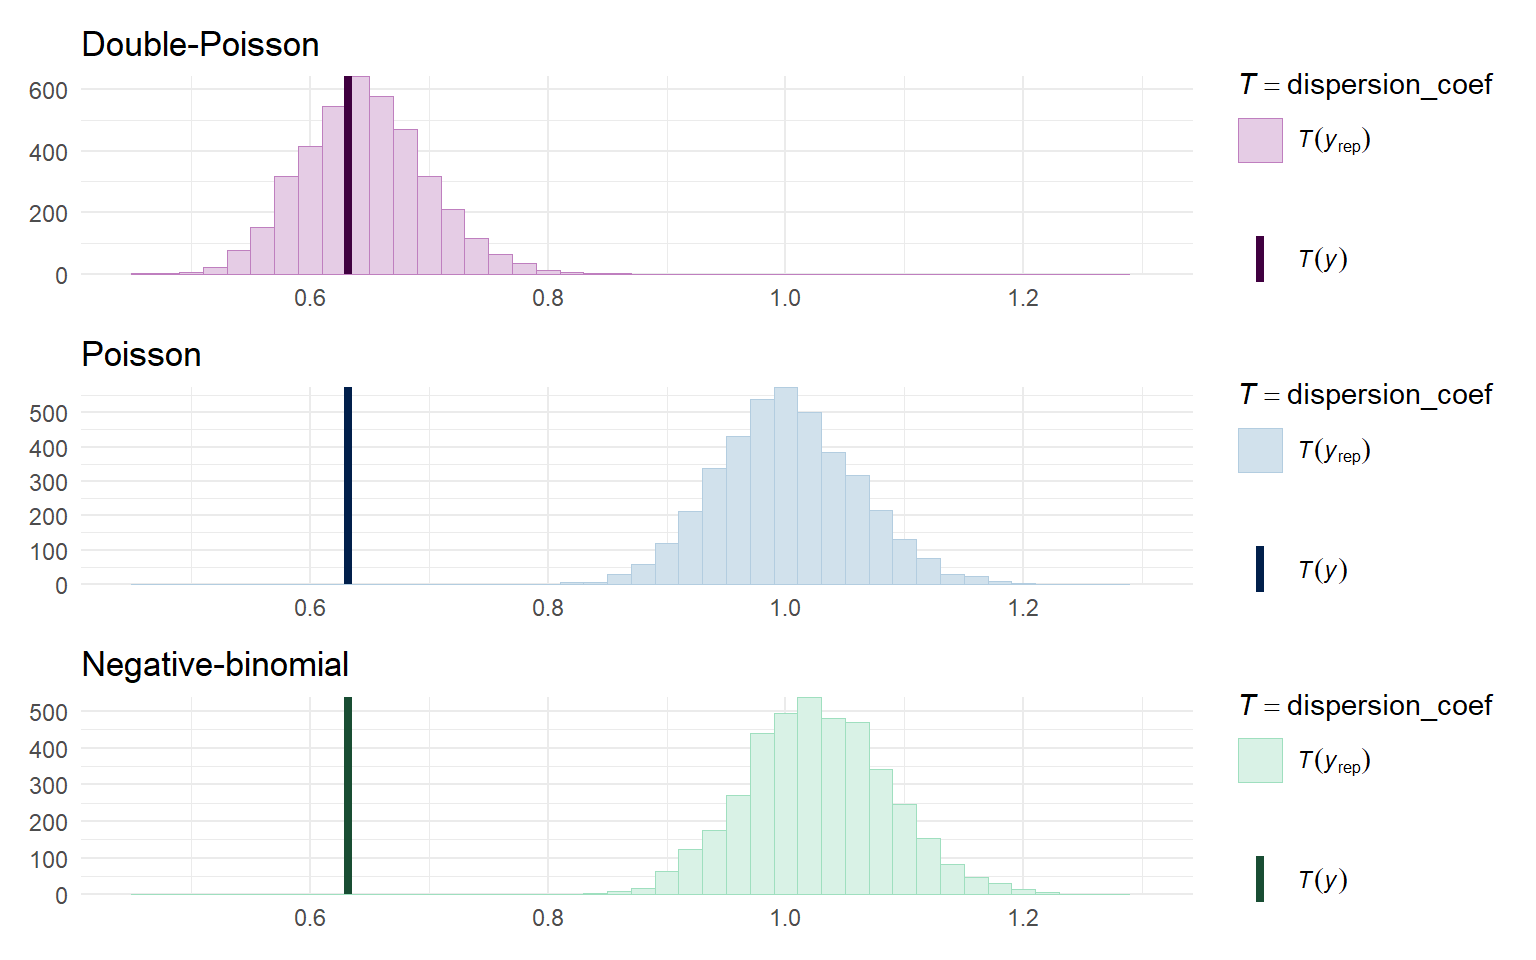 Double-Poisson
600
400
200
0
0.6 0.8 1.0 1.2
T = dispersion_coef
T(yrep)
T(y)
Poisson
500
400
300
200
100
0
0.6 0.8 1.0 1.2
T = dispersion_coef
T(yrep)
T(y)
Negative-binomial
500
400
300
200
100
0
0.6 0.8 1.0 1.2
T = dispersion_coef
T(yrep)
T(y)